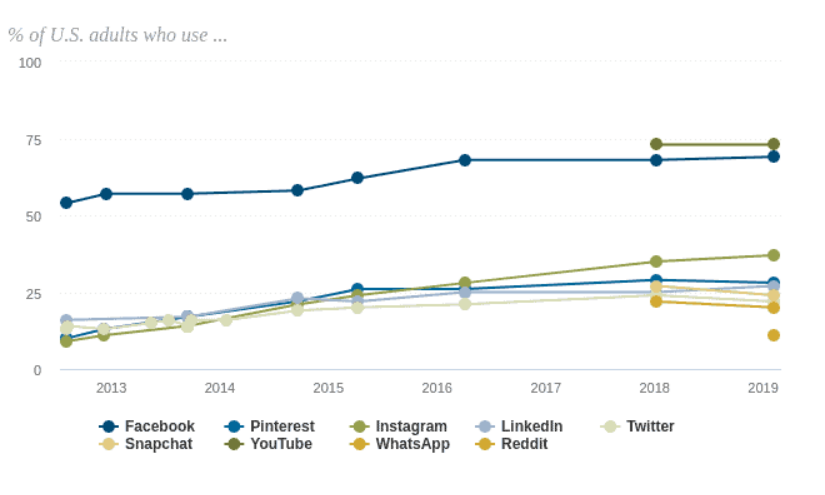 % of U.S. adults who use ...
100
75
50
25
0
2013 2014 2015 2016 2017 2018 2019
Facebook Pinterest Instagram LinkedIn Twitter
Snapchat YouTube WhatsApp Reddit